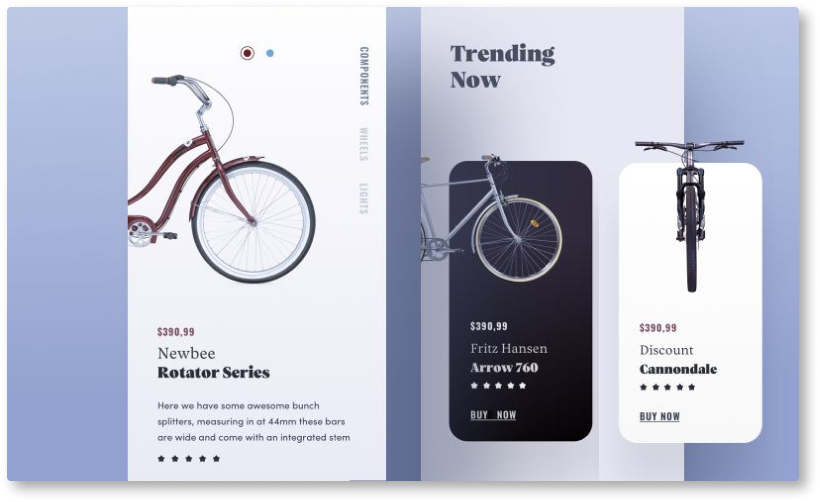 COMPONENTS
WHEELS
LIGHTS
$390,99
Newbee
Rotator Series
Here we have some awesome bunch
splitters, measuring in at 44mm these bars
are wide and come with an integrated stem
Trending
Now
$390,99
Fritz Hansen
Arrow 760
BUY NOW
$390,99
Discount
Cannondale
BUY NOW